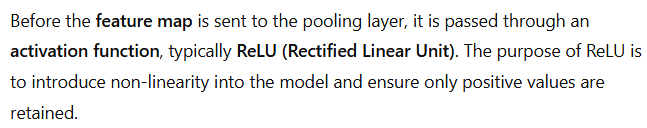 Before the feature map is sent to the pooling layer, it is passed through an
activation function, typically ReLU (Rectified Linear Unit). The purpose of ReLU is
to introduce non-linearity into the model and ensure only positive values are
retained.